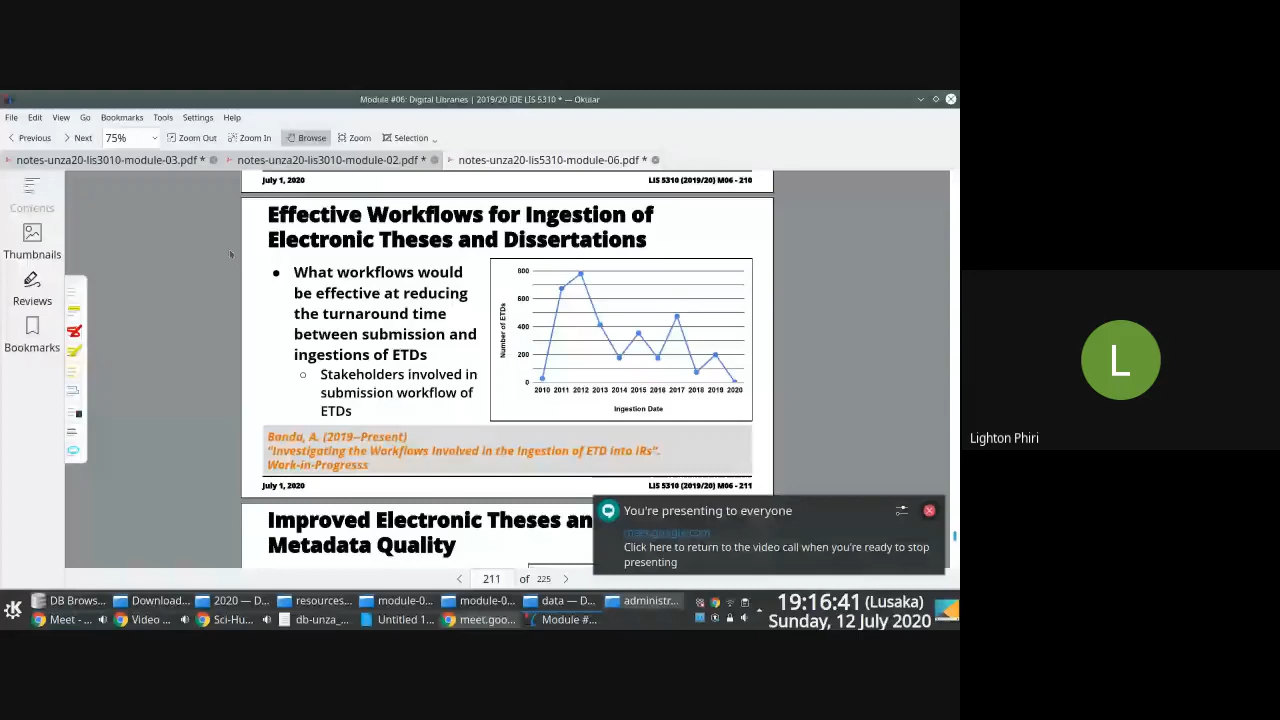 Module #06: Digital Libraries | 2019/20 IDE LIS 5310 * — Okular
File Edit View Go Bookmarks Tools Settings Help
Previous Next 75% Zoom Out Zoom In Browse Zoom Selection
notes-unza20-lis3010-module-03.pdf * notes-unza20-lis3010-module-02.pdf * notes-unza20-lis5310-module-06.pdf *
Contents
Thumbnails
Reviews
Bookmarks
July 1, 2020 LIS 5310 (2019/20) M06 - 210
Effective Workflows for Ingestion of
Electronic Theses and Dissertations
● What workflows would
be effective at reducing
the turnaround time
between submission and
ingestions of ETDs
○ Stakeholders involved in
submission workflow of
ETDs
Number of ETDs
800
600
400
200
0
2010 2011 2012 2013 2014 2015 2016 2017 2018 2019 2020
Ingestion Date
Banda, A. (2019--Present)
"Investigating the Workflows Involved in the Ingestion of ETD into IRs".
Work-in-Progresss
July 1, 2020 LIS 5310 (2019/20) M06 - 211
Improved Electronic Theses an
Metadata Quality
You're presenting to everyone
meet.google.com
Click here to return to the video call when you're ready to stop
presenting
211 of 225
DB Brows... Download... 2020 — D... resources... module-0... module-0... data — D... administr...
Meet - ... Video ... Sci-Hu... db-unza_... Untitled 1... meet.goo... Module #...
19:16:41 (Lusaka)
Sunday, 12 July 2020
L
Lighton Phiri